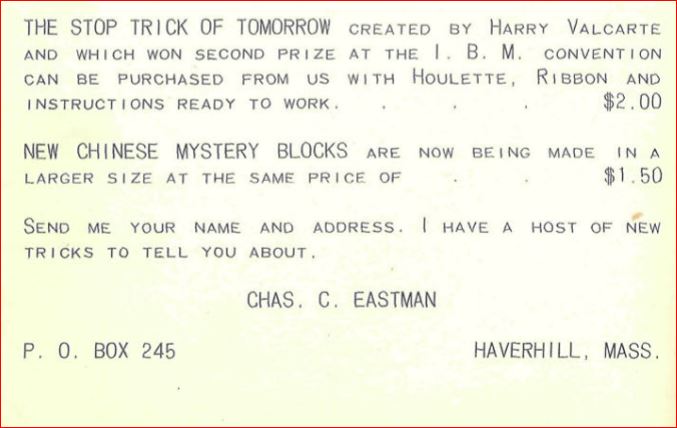 THE STOP TRICK OF TOMORROW CREATED BY HARRY VALCARTE
AND WHICH WON SECOND PRIZE AT THE I. B. M. CONVENTION
CAN BE PURCHASED FROM US WITH HOULETTE, RIBBON AND
INSTRUCTIONS READY TO WORK. . . . $2.00
NEW CHINESE MYSTERY BLOCKS ARE NOW BEING MADE IN A
LARGER SIZE AT THE SAME PRICE OF . . $1.50
SEND ME YOUR NAME AND ADDRESS. I HAVE A HOST OF NEW
TRICKS TO TELL YOU ABOUT.
CHAS. C. EASTMAN
P. O. BOX 245 HAVERHILL, MASS.